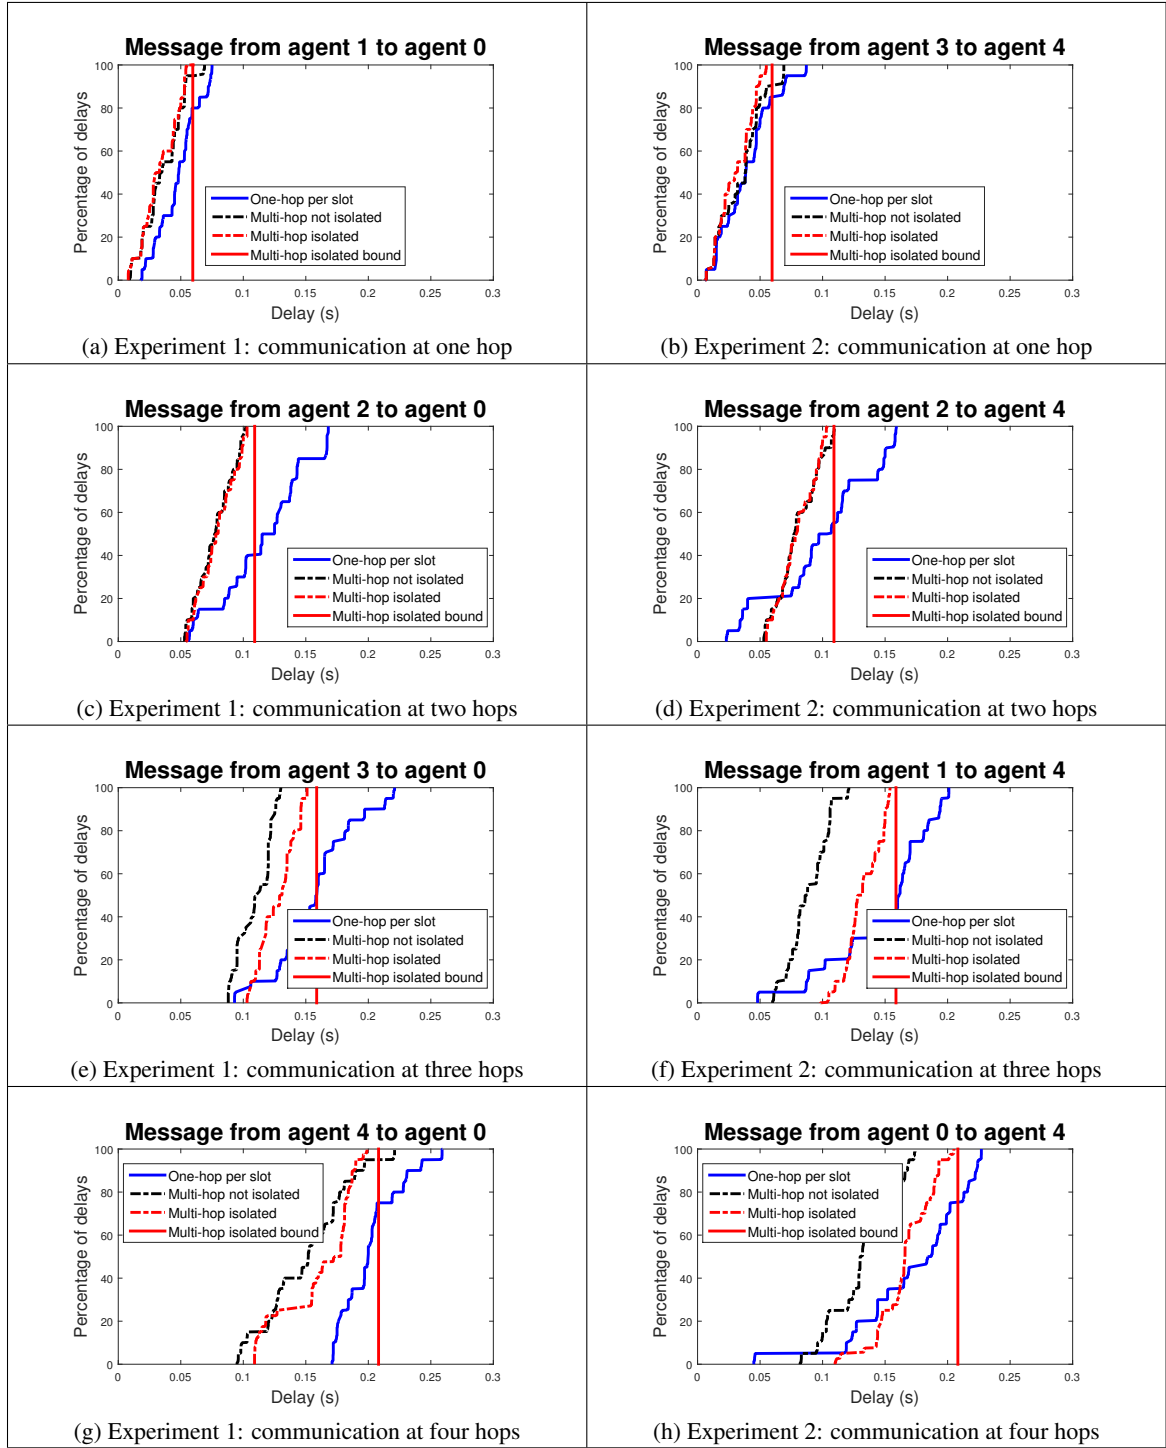 Message from agent 1 to agent 0
Percentage of delays
100
80
60
40
20
0
One-hop per slot
Multi-hop not isolated
Multi-hop isolated
Multi-hop isolated bound
0 0.05 0.1 0.15 0.2 0.25 0.3
Delay (s)
(a) Experiment 1: communication at one hop
Message from agent 3 to agent 4
Percentage of delays
100
80
60
40
20
0
One-hop per slot
Multi-hop not isolated
Multi-hop isolated
Multi-hop isolated bound
0 0.05 0.1 0.15 0.2 0.25 0.3
Delay (s)
(b) Experiment 2: communication at one hop
Message from agent 2 to agent 0
Percentage of delays
100
80
60
40
20
0
One-hop per slot
Multi-hop not isolated
Multi-hop isolated
Multi-hop isolated bound
0 0.05 0.1 0.15 0.2 0.25 0.3
Delay (s)
(c) Experiment 1: communication at two hops
Message from agent 2 to agent 4
Percentage of delays
100
80
60
40
20
0
One-hop per slot
Multi-hop not isolated
Multi-hop isolated
Multi-hop isolated bound
0 0.05 0.1 0.15 0.2 0.25 0.3
Delay (s)
(d) Experiment 2: communication at two hops
Message from agent 3 to agent 0
Percentage of delays
100
80
60
40
20
0
One-hop per slot
Multi-hop not isolated
Multi-hop isolated
Multi-hop isolated bound
0 0.05 0.1 0.15 0.2 0.25 0.3
Delay (s)
(e) Experiment 1: communication at three hops
Message from agent 1 to agent 4
Percentage of delays
100
80
60
40
20
0
One-hop per slot
Multi-hop not isolated
Multi-hop isolated
Multi-hop isolated bound
0 0.05 0.1 0.15 0.2 0.25 0.3
Delay (s)
(f) Experiment 2: communication at three hops
Message from agent 4 to agent 0
Percentage of delays
100
80
60
40
20
0
One-hop per slot
Multi-hop not isolated
Multi-hop isolated
Multi-hop isolated bound
0 0.05 0.1 0.15 0.2 0.25 0.3
Delay (s)
(g) Experiment 1: communication at four hops
Message from agent 0 to agent 4
Percentage of delays
100
80
60
40
20
0
One-hop per slot
Multi-hop not isolated
Multi-hop isolated
Multi-hop isolated bound
0 0.05 0.1 0.15 0.2 0.25 0.3
Delay (s)
(h) Experiment 2: communication at four hops